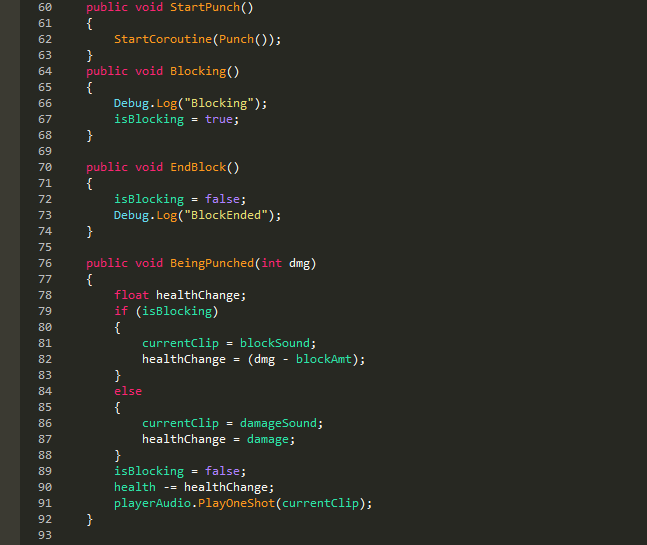 60 public void StartPunch()
61 {
62 StartCoroutine(Punch());
63 }
64 public void Blocking()
65 {
66 Debug.Log("Blocking");
67 isBlocking = true;
68 }
69
70 public void EndBlock()
71 {
72 isBlocking = false;
73 Debug.Log("BlockEnded");
74 }
75
76 public void BeingPunched(int dmg)
77 {
78 float healthChange;
79 if (isBlocking)
80 {
81 currentClip = blockSound;
82 healthChange = (dmg - blockAmt);
83 }
84 else
85 {
86 currentClip = damageSound;
87 healthChange = damage;
88 }
89 isBlocking = false;
90 health -= healthChange;
91 playerAudio.PlayOneShot(currentClip);
92 }
93